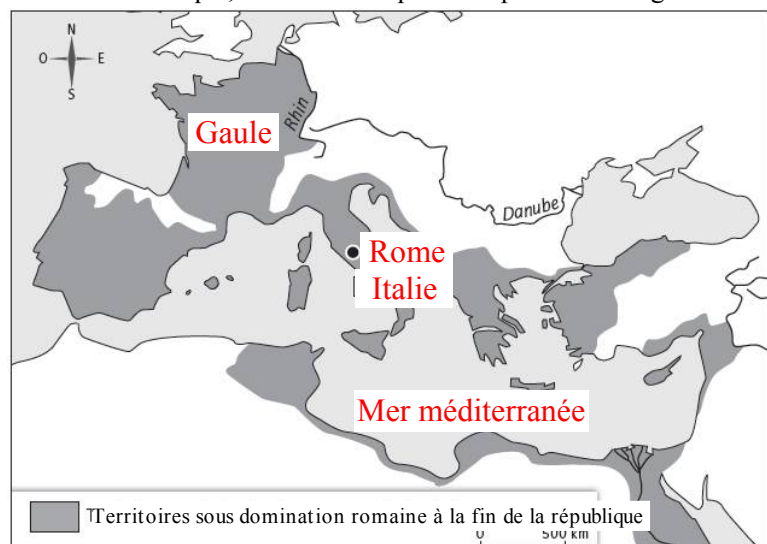 N
O
E
S
Gaule
Rhin
Danube
Rome
Italie
Mer méditerranée
Territoires sous domination romaine à la fin de la république
0 500 km